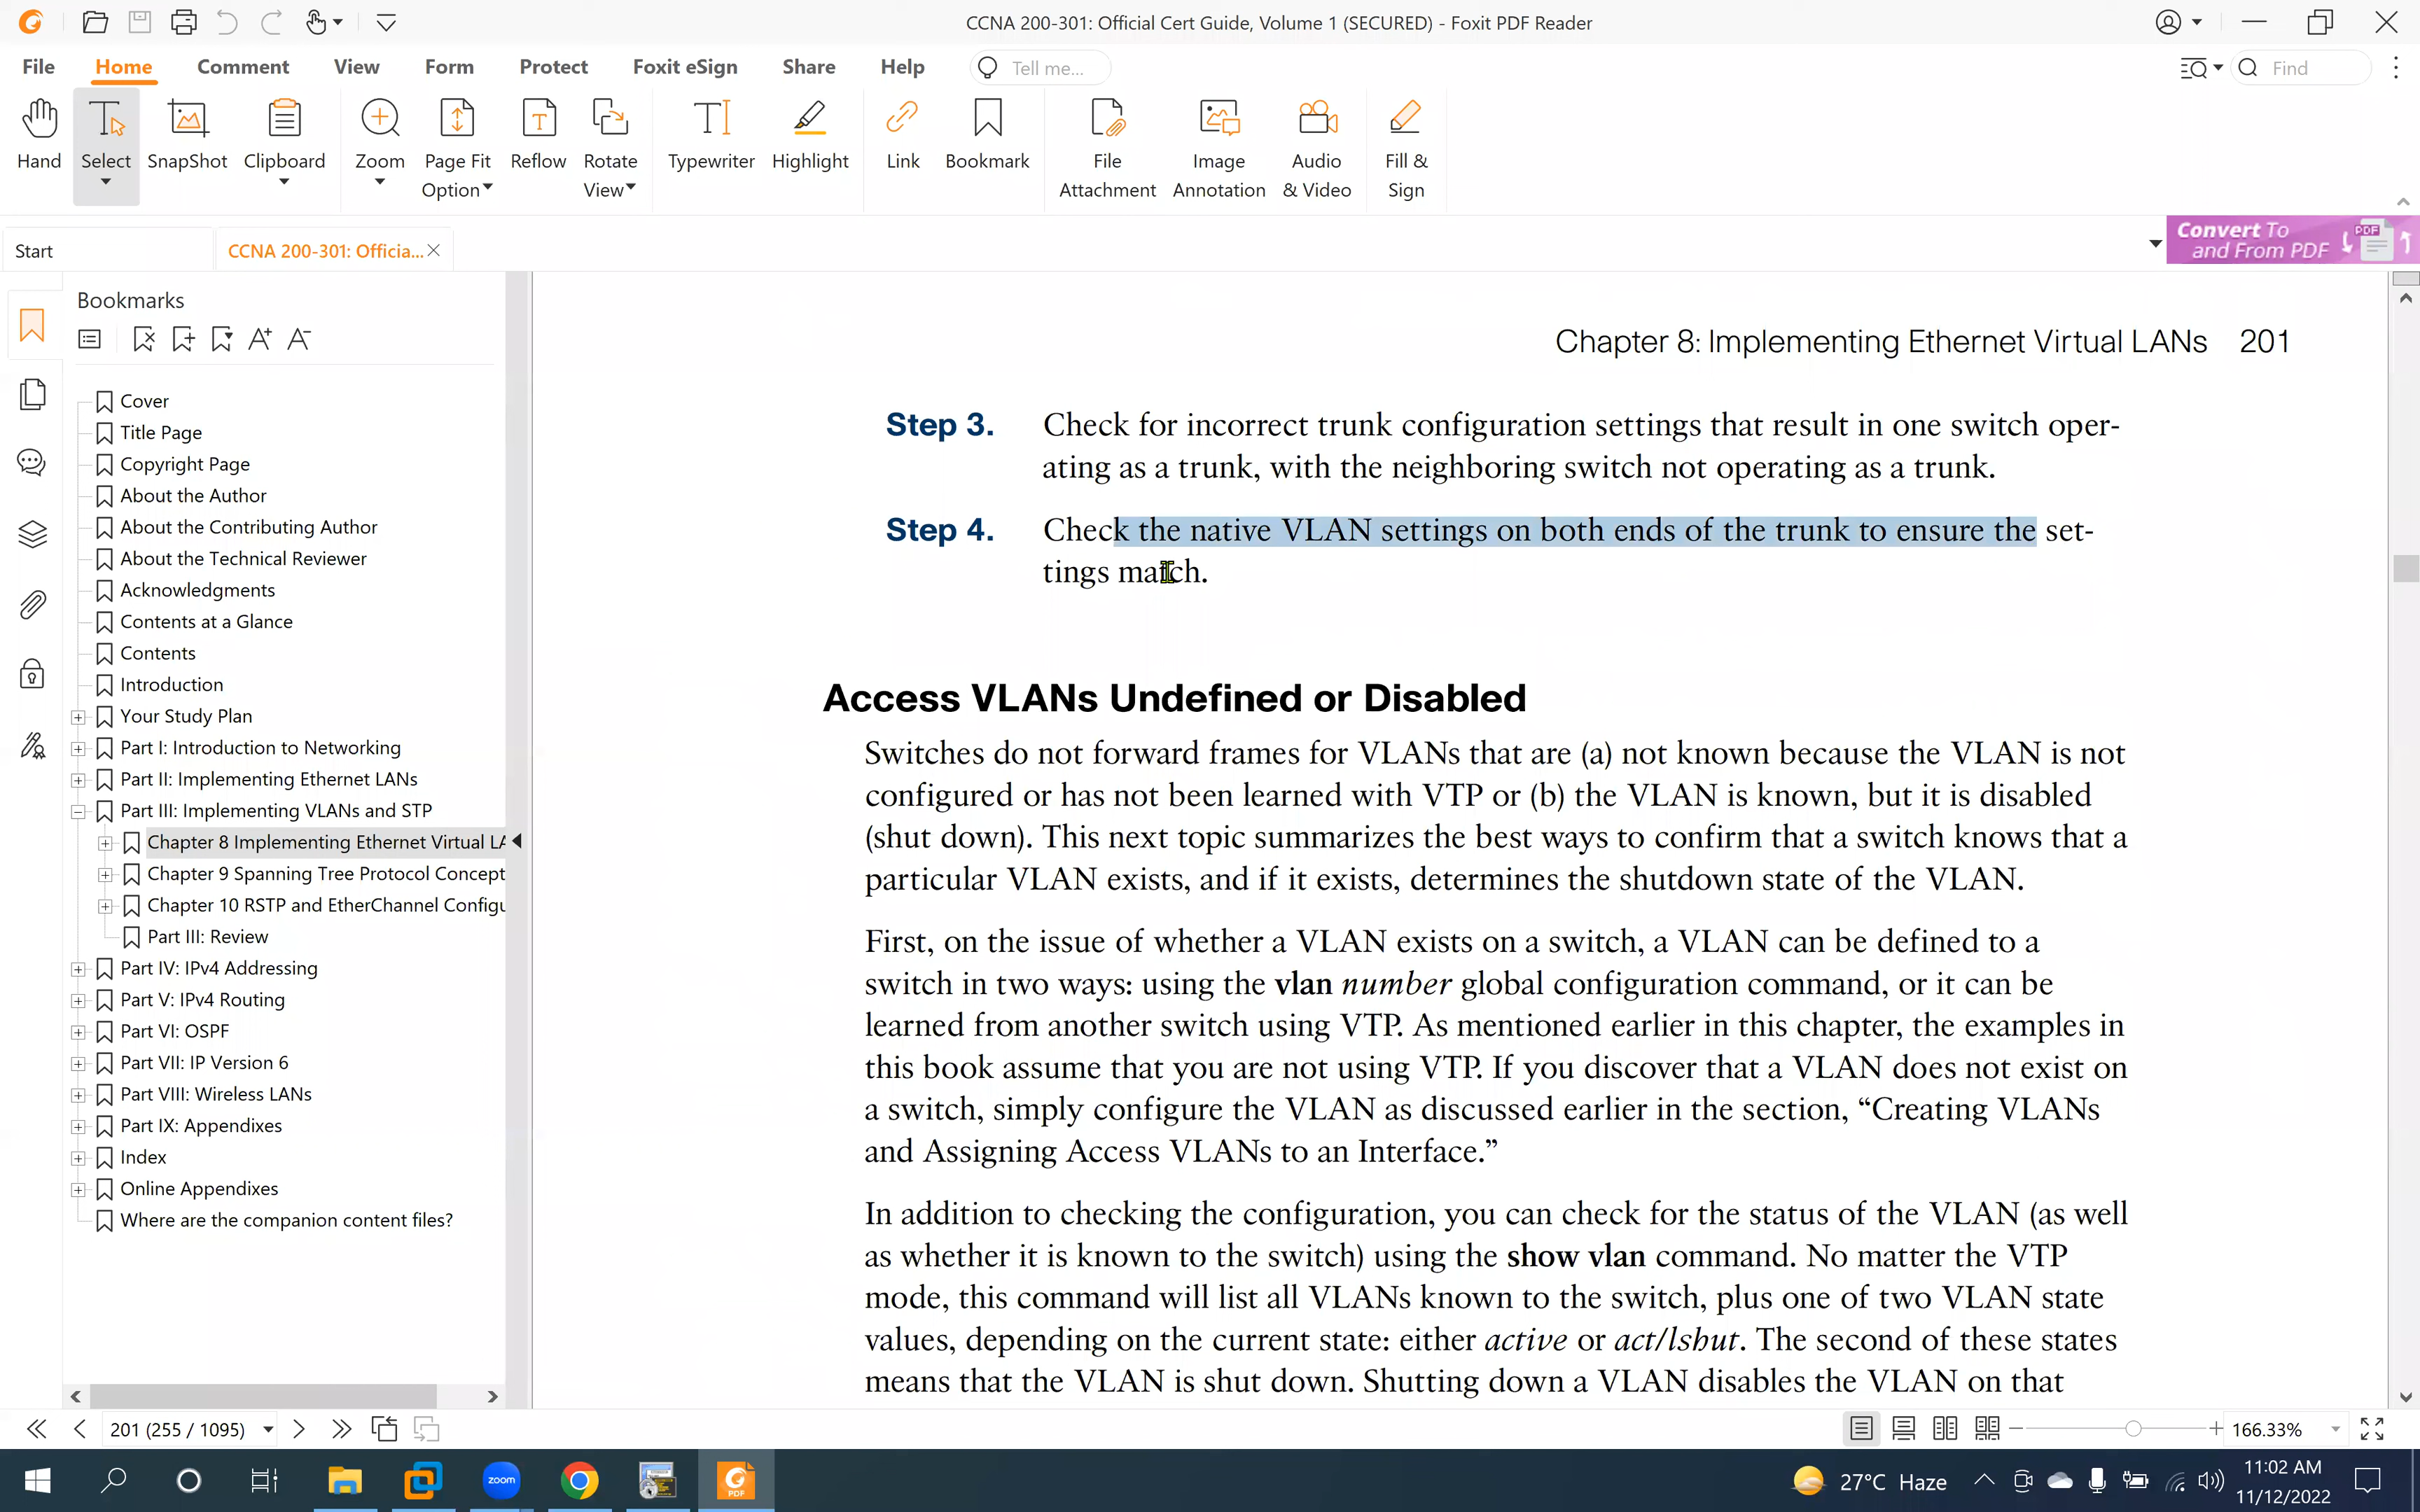 CCNA 200-301: Official Cert Guide, Volume 1 (SECURED) - Foxit PDF Reader
File Home Comment View Form Protect Foxit eSign Share Help Tell me... Find
Hand Select SnapShot Clipboard Zoom Page Fit Option Reflow Rotate View Typewriter Highlight Link Bookmark File Attachment Image Annotation Audio & Video Fill & Sign
Start CCNA 200-301: Officia...
Convert To
and From PDF
PDF
Bookmarks
Cover
Title Page
Copyright Page
About the Author
About the Contributing Author
About the Technical Reviewer
Acknowledgments
Contents at a Glance
Contents
Introduction
Your Study Plan
Part I: Introduction to Networking
Part II: Implementing Ethernet LANs
Part III: Implementing VLANs and STP
Chapter 8 Implementing Ethernet Virtual LA
Chapter 9 Spanning Tree Protocol Concept
Chapter 10 RSTP and EtherChannel Configu
Part III: Review
Part IV: IPv4 Addressing
Part V: IPv4 Routing
Part VI: OSPF
Part VII: IP Version 6
Part VIII: Wireless LANs
Part IX: Appendixes
Index
Online Appendixes
Where are the companion content files?
Chapter 8: Implementing Ethernet Virtual LANs 201
Step 3. Check for incorrect trunk configuration settings that result in one switch oper-
ating as a trunk, with the neighboring switch not operating as a trunk.
Step 4. Check the native VLAN settings on both ends of the trunk to ensure the set-
tings match.
Access VLANs Undefined or Disabled
Switches do not forward frames for VLANs that are (a) not known because the VLAN is not
configured or has not been learned with VTP or (b) the VLAN is known, but it is disabled
(shut down). This next topic summarizes the best ways to confirm that a switch knows that a
particular VLAN exists, and if it exists, determines the shutdown state of the VLAN.
First, on the issue of whether a VLAN exists on a switch, a VLAN can be defined to a
switch in two ways: using the vlan number global configuration command, or it can be
learned from another switch using VTP. As mentioned earlier in this chapter, the examples in
this book assume that you are not using VTP. If you discover that a VLAN does not exist on
a switch, simply configure the VLAN as discussed earlier in the section, “Creating VLANs
and Assigning Access VLANs to an Interface.”
In addition to checking the configuration, you can check for the status of the VLAN (as well
as whether it is known to the switch) using the show vlan command. No matter the VTP
mode, this command will list all VLANs known to the switch, plus one of two VLAN state
values, depending on the current state: either active or act/lshut. The second of these states
means that the VLAN is shut down. Shutting down a VLAN disables the VLAN on that
201 (255 / 1095) 166.33%
zoom
PDF
27°C Haze
11:02 AM
11/12/2022